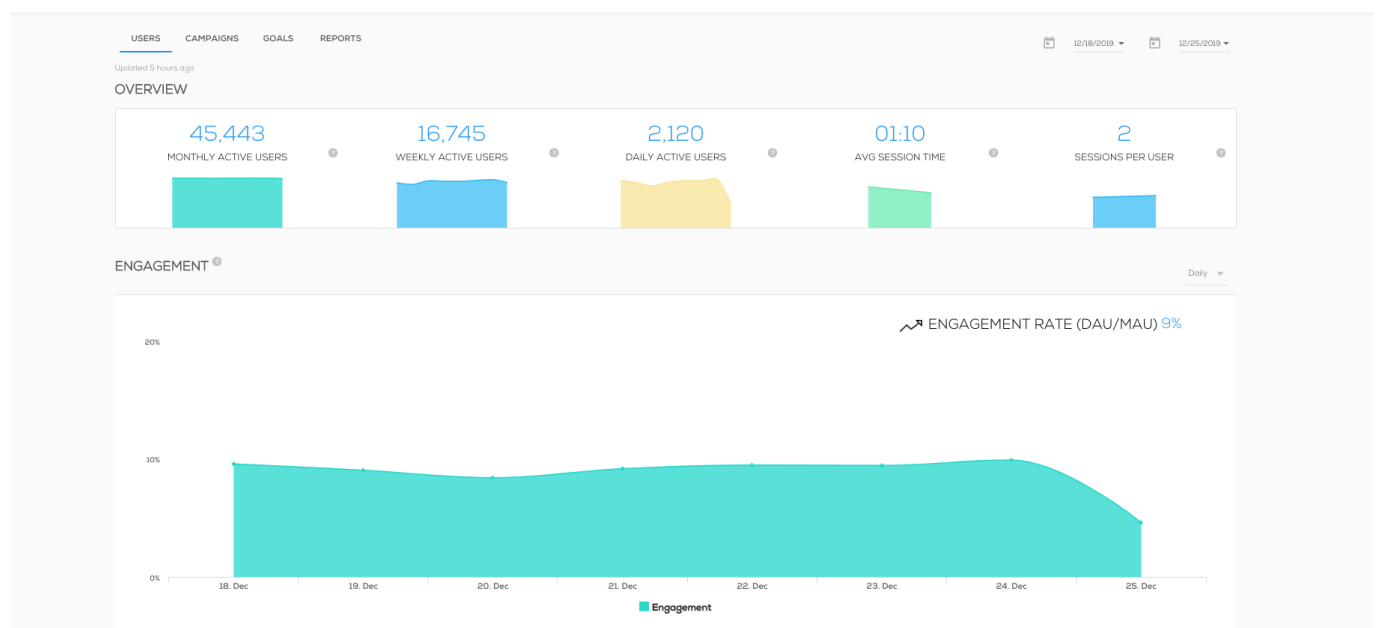 USERS CAMPAIGNS GOALS REPORTS 12/18/2019 12/25/2019
Updated 5 hours ago
OVERVIEW
45,443 16,745 2,120 01:10 2
MONTHLY ACTIVE USERS ? WEEKLY ACTIVE USERS ? DAILY ACTIVE USERS ? AVG SESSION TIME ? SESSIONS PER USER ?
ENGAGEMENT ?
Daily
ENGAGEMENT RATE (DAU/MAU) 9%
20%
10%
0%
18. Dec 19. Dec 20. Dec 21. Dec 22. Dec 23. Dec 24. Dec 25. Dec
Engagement